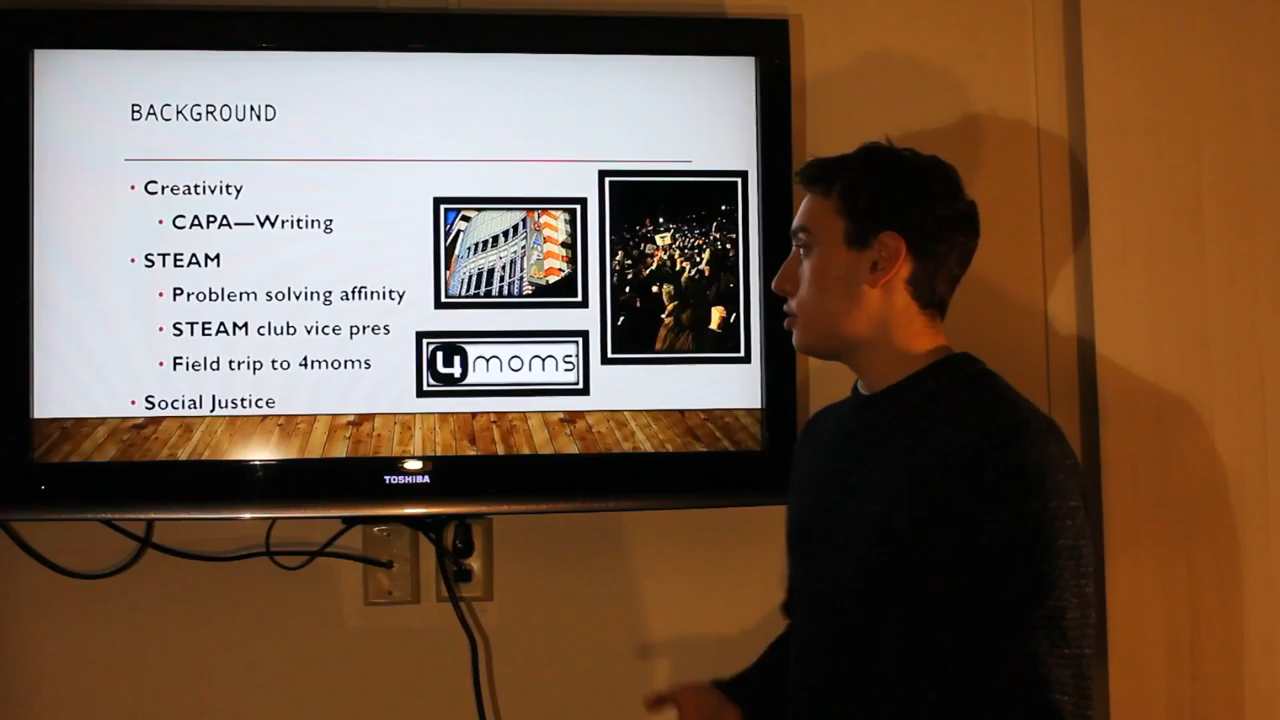 BACKGROUND
• Creativity
• CAPA—Writing
• STEAM
• Problem solving affinity
• STEAM club vice pres
• Field trip to 4moms
• Social Justice
CAPA
4moms
TOSHIBA